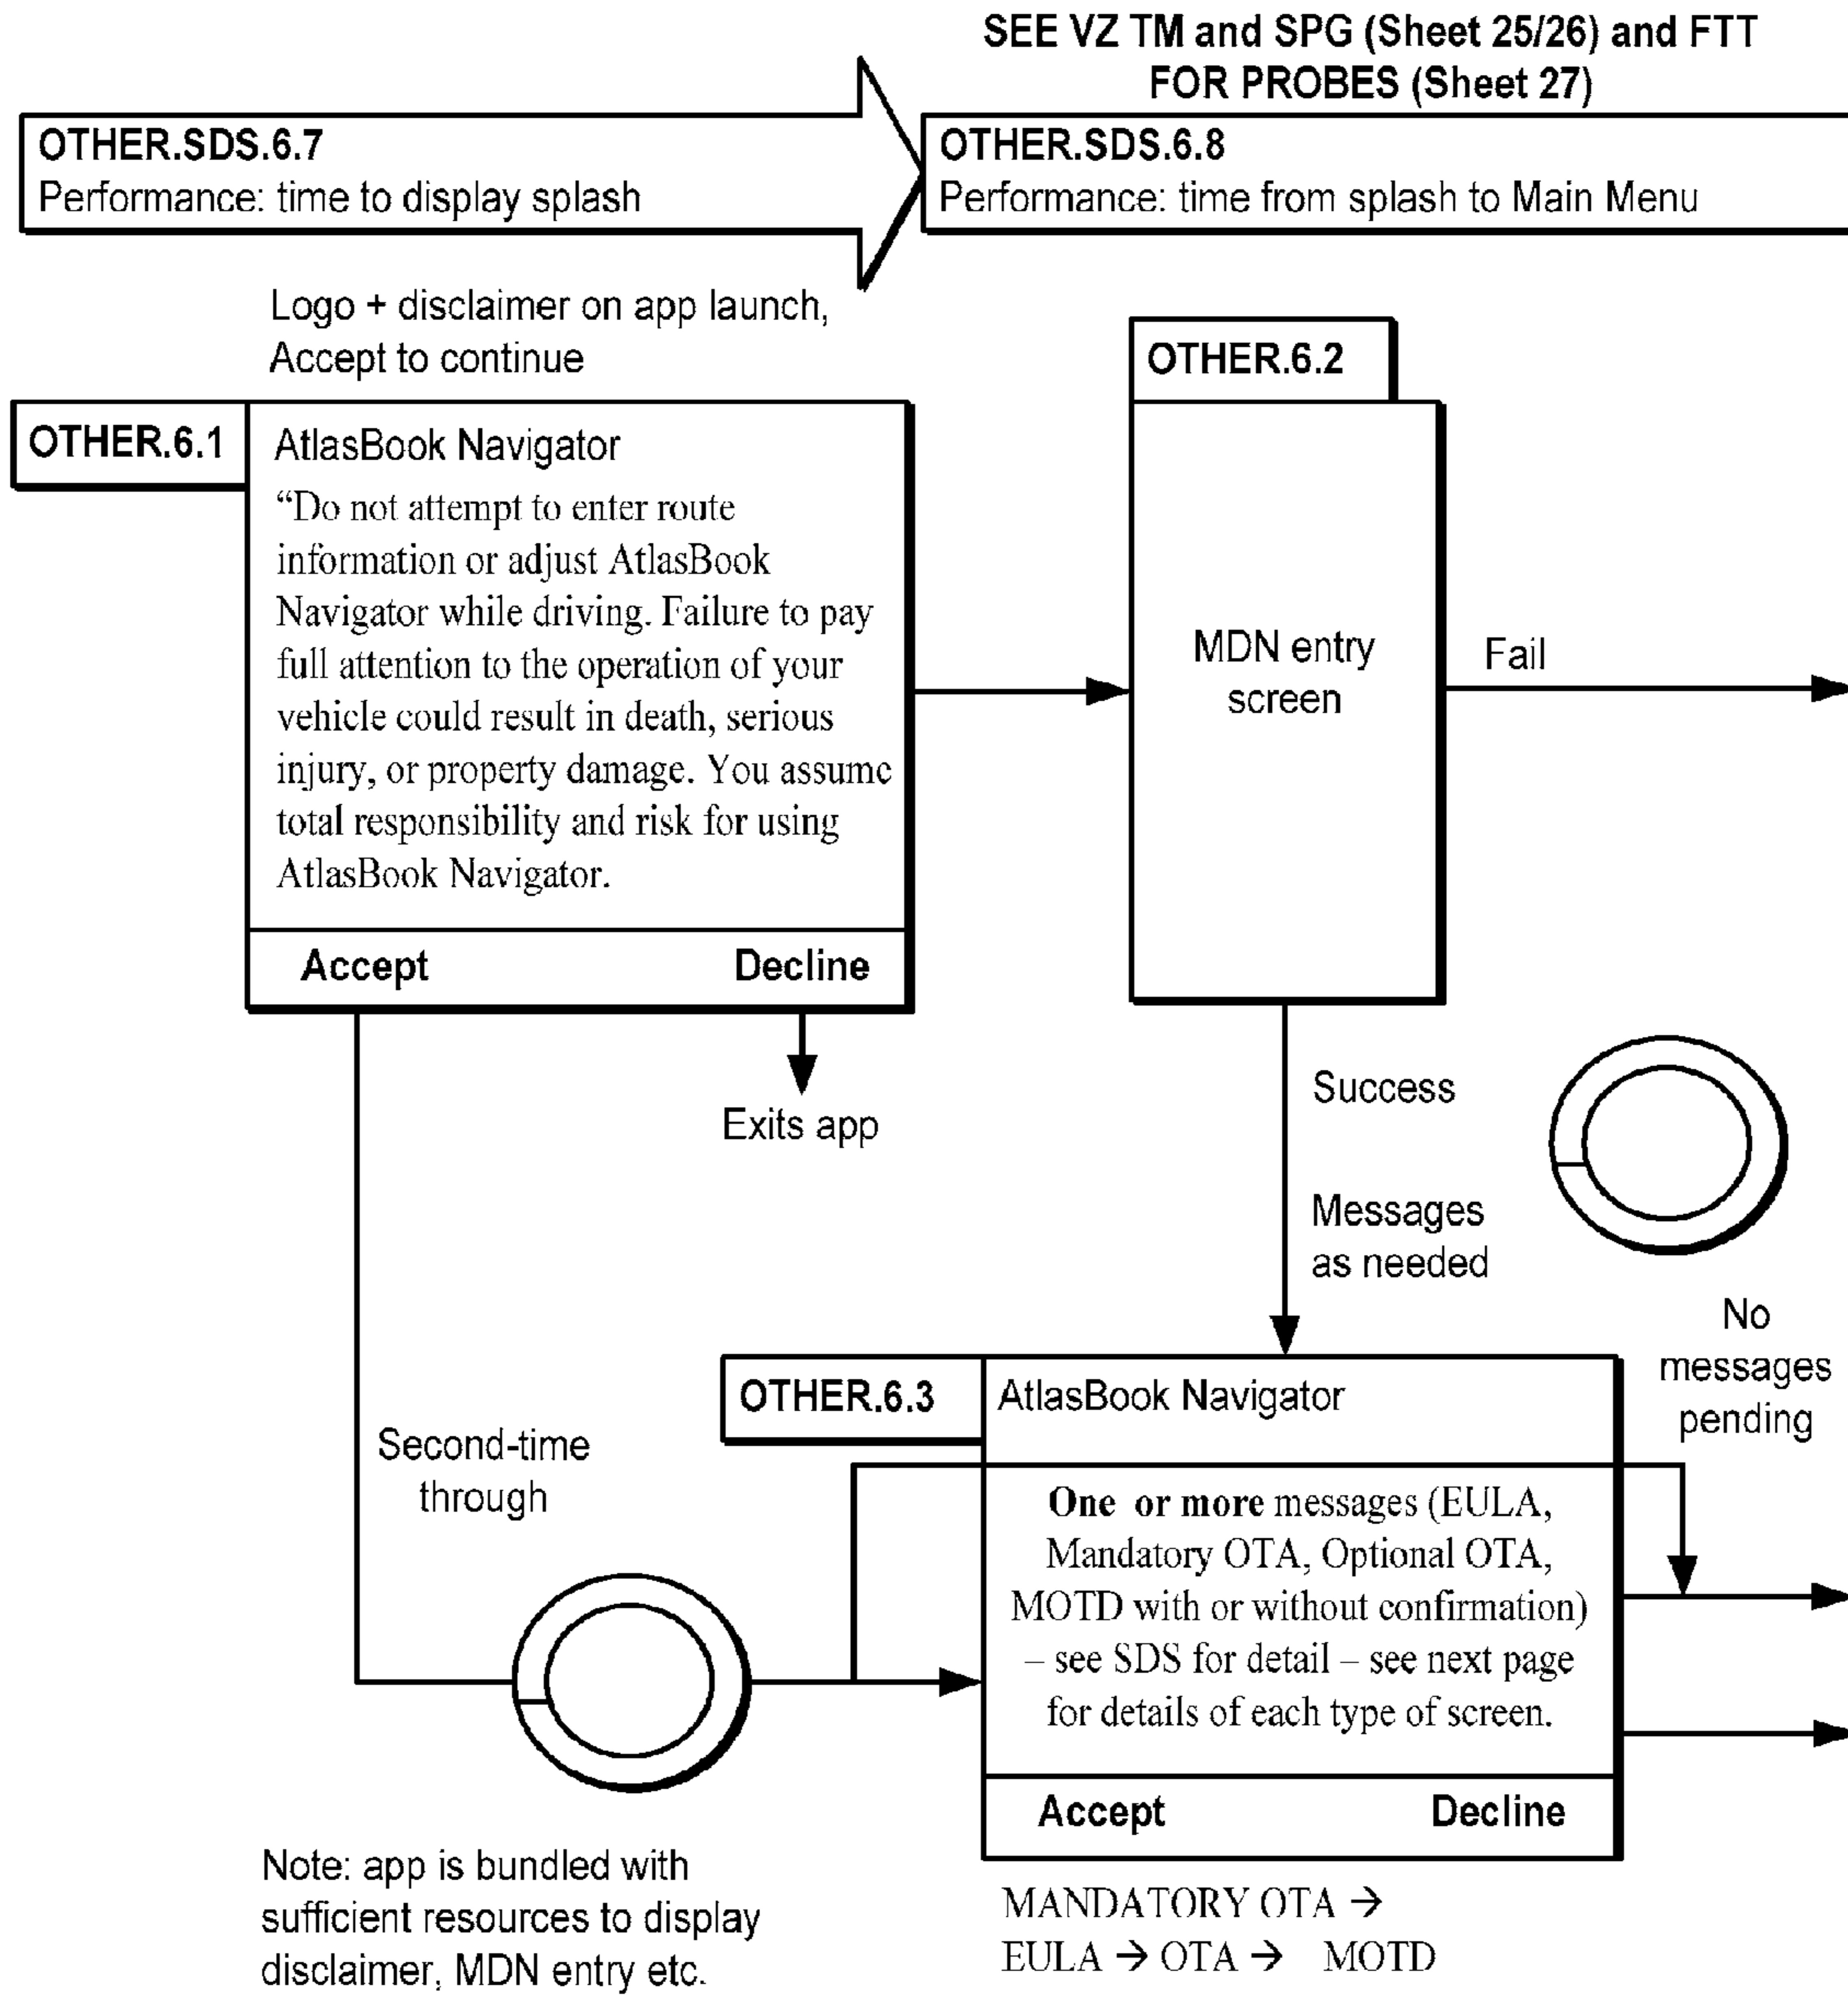 SEE VZ TM and SPG (Sheet 25/26) and FTT
FOR PROBES (Sheet 27)
OTHER.SDS.6.7
Performance: time to display splash
OTHER.SDS.6.8
Performance: time from splash to Main Menu
Logo + disclaimer on app launch,
Accept to continue
OTHER.6.1
AtlasBook Navigator
“Do not attempt to enter route
information or adjust AtlasBook
Navigator while driving. Failure to pay
full attention to the operation of your
vehicle could result in death, serious
injury, or property damage. You assume
total responsibility and risk for using
AtlasBook Navigator.
Accept Decline
Exits app
OTHER.6.2
MDN entry
screen
Fail
Success
Messages
as needed
No
messages
pending
Second-time
through
OTHER.6.3
AtlasBook Navigator
One or more messages (EULA,
Mandatory OTA, Optional OTA,
MOTD with or without confirmation)
– see SDS for detail – see next page
for details of each type of screen.
Accept Decline
Note: app is bundled with
sufficient resources to display
disclaimer, MDN entry etc.
MANDATORY OTA →
EULA → OTA → MOTD